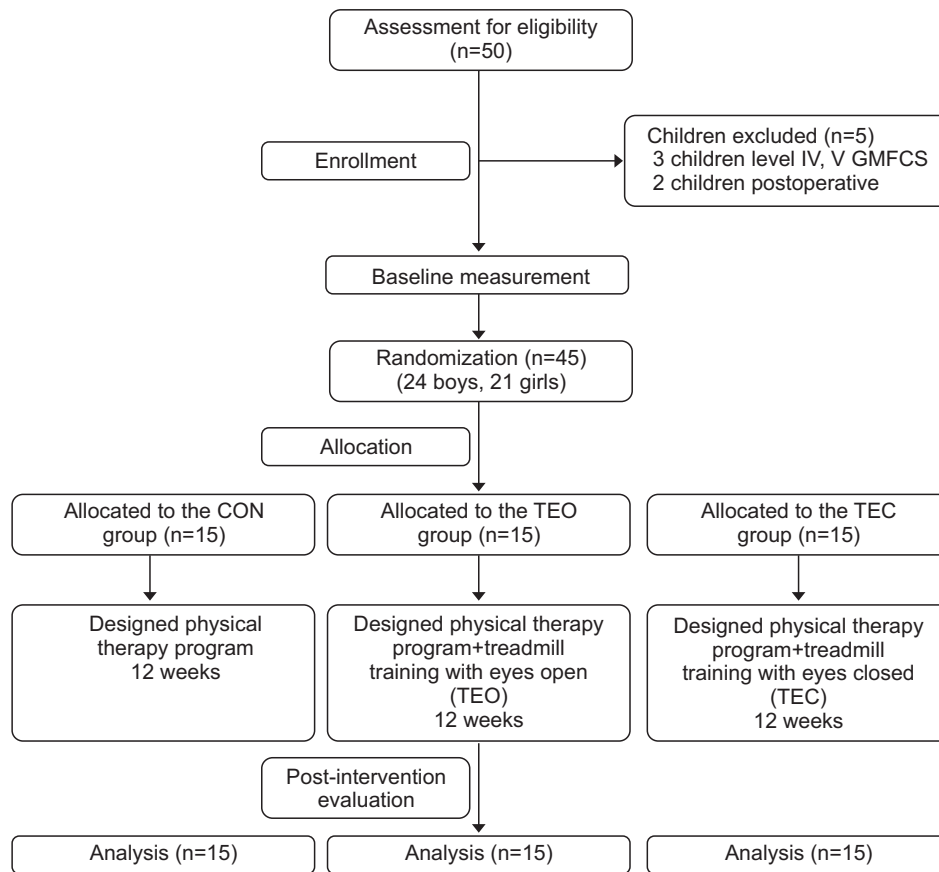 Assessment for eligibility
(n=50)
Children excluded (n=5)
3 children level IV, V GMFCS
2 children postoperative
Enrollment
Baseline measurement
Randomization (n=45)
(24 boys, 21 girls)
Allocation
Allocated to the CON
group (n=15)
Allocated to the TEO
group (n=15)
Allocated to the TEC
group (n=15)
Designed physical
therapy program
12 weeks
Designed physical therapy
program+treadmill
training with eyes open
(TEO)
12 weeks
Designed physical therapy
program+treadmill
training with eyes closed
(TEC)
12 weeks
Post-intervention
evaluation
Analysis (n=15)
Analysis (n=15)
Analysis (n=15)